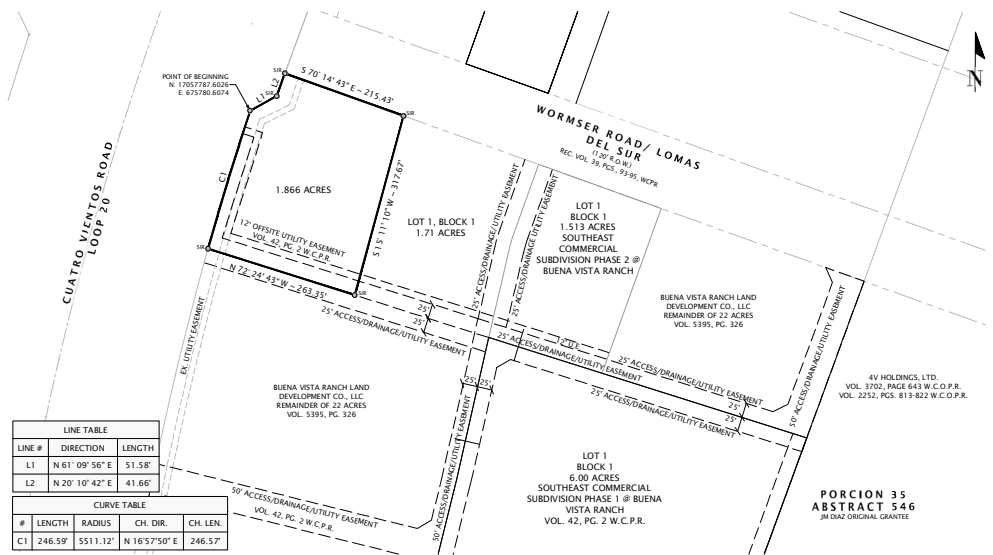 S 70° 14' 43" E ~ 215.43'
SIR
L2
SIR
L1
SIR
POINT OF BEGINNING
N: 17057787.6026
E: 675780.6074
N
WORMSER ROAD/ LOMAS
DEL SUR
(120' R.O.W.)
REC. VOL. 39, PGS., 93-95, WCPR
CUATRO VIENTOS ROAD
LOOP 20
C1
1.866 ACRES
S 15° 11' 10" W ~ 317.67'
12' OFFSITE UTILITY EASEMENT
VOL. 42, PG. 2 W.C.P.R.
N 72° 24' 43" W ~ 263.35'
SIR
LOT 1, BLOCK 1
1.71 ACRES
25' ACCESS/DRAINAGE/UTILITY EASEMENT
25' ACCESS/DRAINAGE/UTILITY EASEMENT
LOT 1
BLOCK 1
1.513 ACRES
SOUTHEAST
COMMERCIAL
SUBDIVISION PHASE 2 @
BUENA VISTA RANCH
BUENA VISTA RANCH LAND
DEVELOPMENT CO., LLC
REMAINDER OF 22 ACRES
VOL. 5395, PG. 326
50' ACCESS/DRAINAGE/UTILITY EASEMENT
4V HOLDINGS, LTD.
VOL. 3702, PAGE 643 W.C.O.P.R.
VOL. 2252, PGS. 813-822 W.C.O.P.R.
25'
25'
25' ACCESS/DRAINAGE/UTILITY EASEMENT
12' U.E.
25' ACCESS/DRAINAGE/UTILITY EASEMENT
25' ACCESS/DRAINAGE/UTILITY EASEMENT
25' ACCESS/DRAINAGE/UTILITY EASEMENT
25'
25'
25' 25'
EX. UTILITY EASEMENT
BUENA VISTA RANCH LAND
DEVELOPMENT CO., LLC
REMAINDER OF 22 ACRES
VOL. 5395, PG. 326
50' ACCESS/DRAINAGE/UTILITY EASEMENT
VOL. 42, PG. 2 W.C.P.R.
25' ACCESS/DRAINAGE/UTILITY EASEMENT
LOT 1
BLOCK 1
6.00 ACRES
SOUTHEAST COMMERCIAL
SUBDIVISION PHASE 1 @ BUENA
VISTA RANCH
VOL. 42, PG. 2 W.C.P.R.
PORCION 35
ABSTRACT 546
JM DIAZ ORIGINAL GRANTEE
LINE TABLE
LINE # DIRECTION LENGTH
L1 N 61° 09' 56" E 51.58'
L2 N 20° 10' 42" E 41.66'
CURVE TABLE
# LENGTH RADIUS CH. DIR. CH. LEN.
C1 246.59' 5511.12' N 16°57'50" E 246.57'